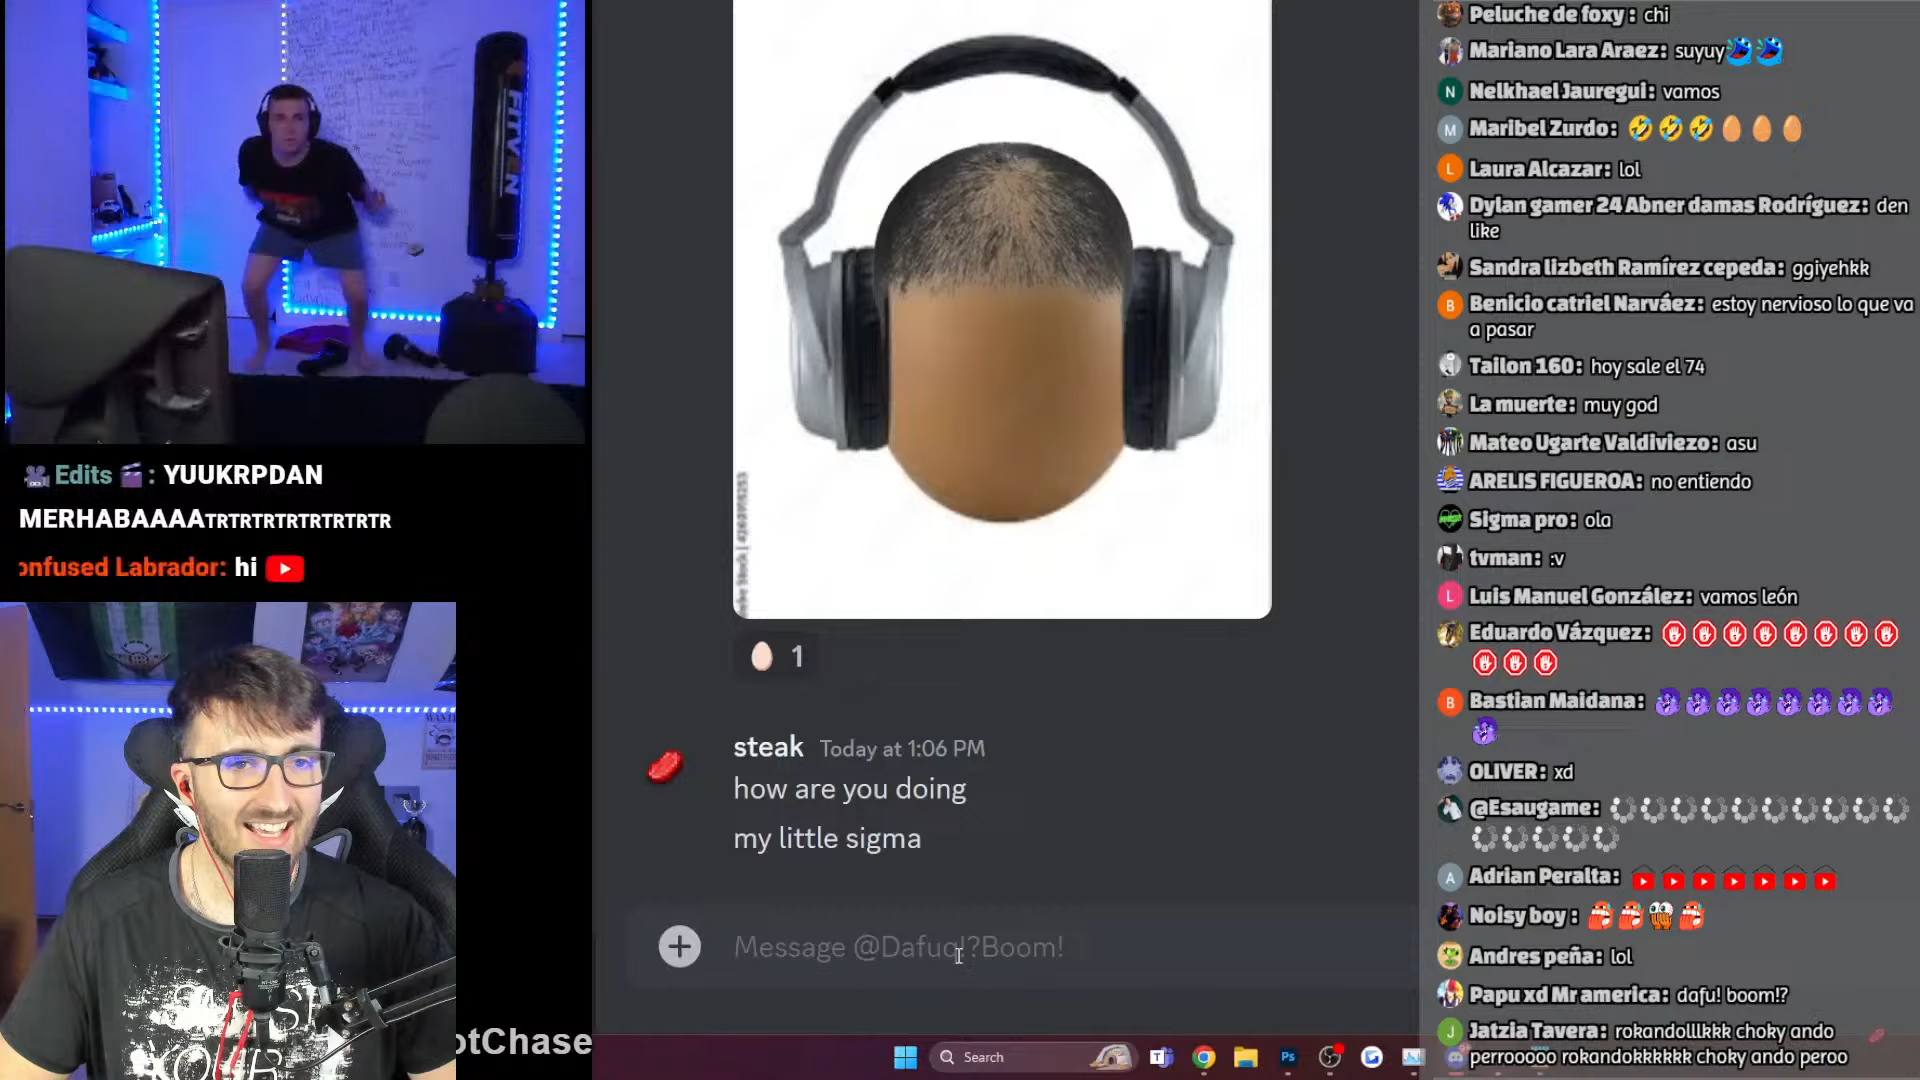 FITVEN
Edits : YUUKRPDAN
MERHABAAAATRTRTRTRTRTRTR
onfused Labrador: hi
otChase
1
steak Today at 1:06 PM
how are you doing
my little sigma
Message @Dafuq!?Boom!
Search
Ps
Peluche de foxy : chi
Mariano Lara Araez: suyuy
N Nelkhael Jauregui: vamos
M Maribel Zurdo: 🤣🤣🤣🥚🥚🥚
L Laura Alcazar: lol
Dylan gamer 24 Abner damas Rodríguez: den
like
Sandra lizbeth Ramírez cepeda: ggiyehkk
B Benicio catriel Narváez: estoy nervioso lo que va
a pasar
Tailon 160: hoy sale el 74
La muerte: muy god
Mateo Ugarte Valdiviezo: asu
ARELIS FIGUEROA: no entiendo
Sigma pro: ola
tvman: :v
L Luis Manuel González: vamos león
Eduardo Vázquez:
B Bastian Maidana:
OLIVER: xd
@Esaugame:
A Adrian Peralta:
Noisy boy :
Andres peña: lol
Papu xd Mr america: dafu! boom!?
J Jatzia Tavera: rokandolllkkk choky ando
perrooooo rokandokkkkkk choky ando peroo